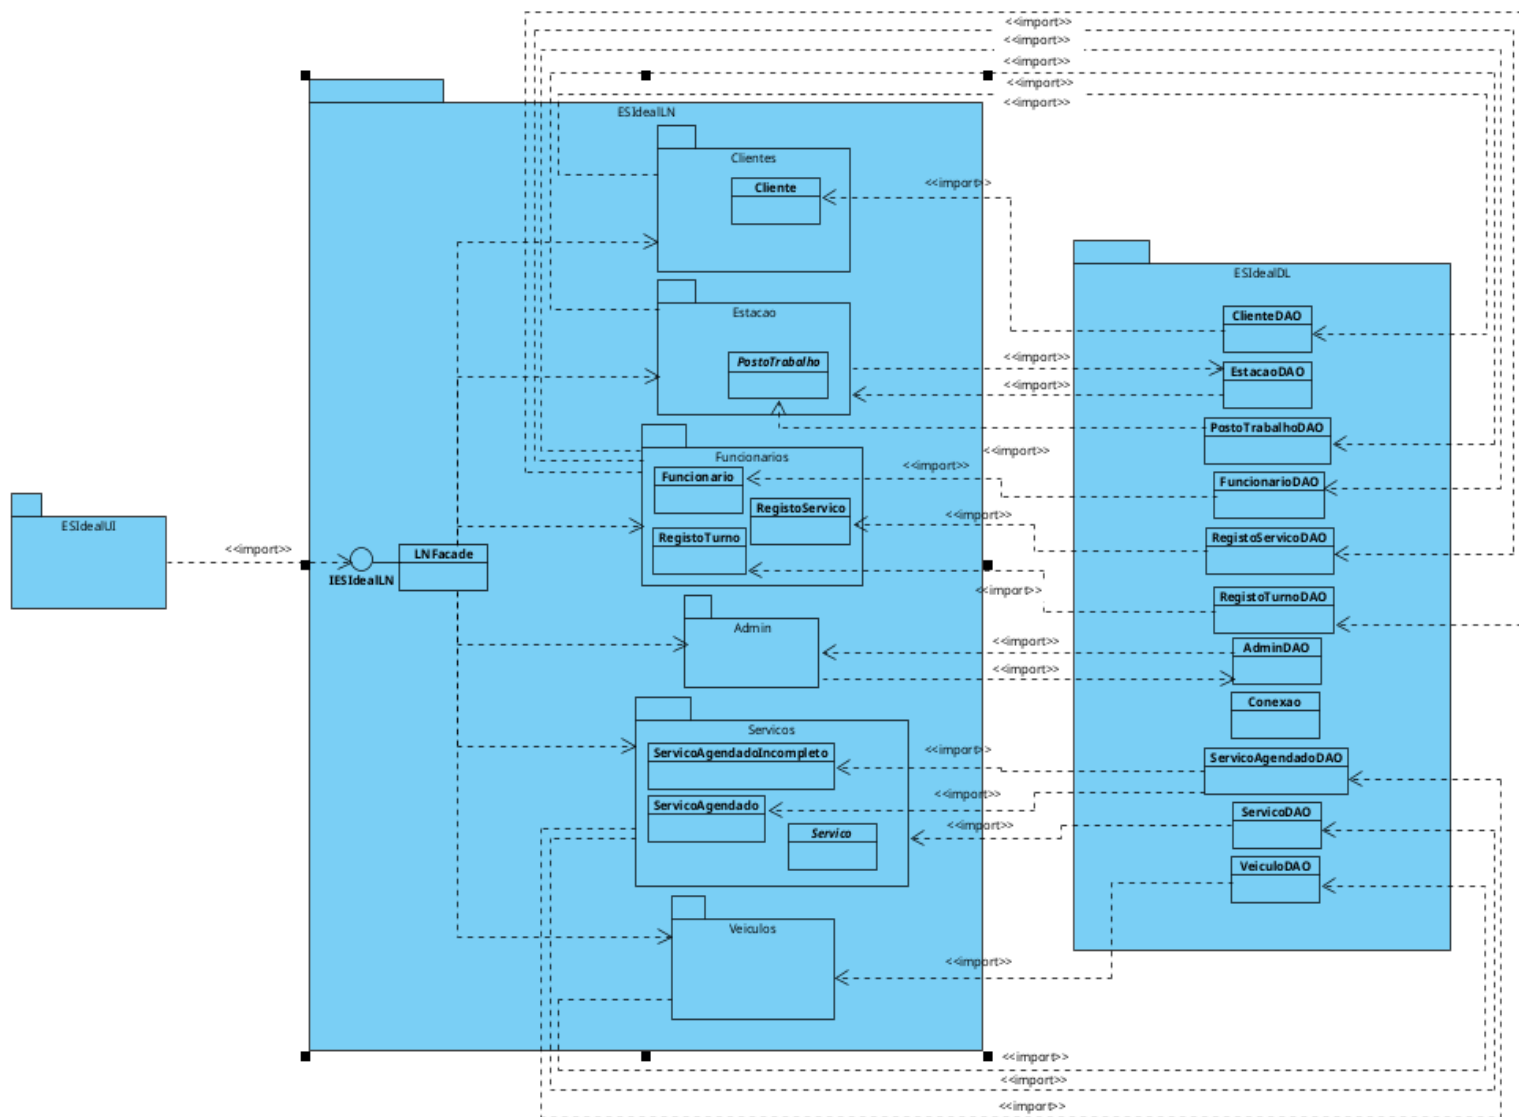 <<import>>
<<import>>
<<import>>
<<import>>
<<import>>
ESIdealLN
Clientes
Cliente
<<import>>
ESIdealDL
Estacao
ClienteDAO
PostoTrabalho
<<import>>
EstacaoDAO
<<import>>
PostoTrabalhoDAO
<<import>>
Funcionarios
<<import>>
Funcionario
FuncionarioDAO
RegistoServico
<<import>>
ESIdealUI
RegistoTurno
RegistoServicoDAO
<<import>>
LNFacade
IESIdealLN
<<import>>
RegistoTurnoDAO
Admin
<<import>>
AdminDAO
<<import>>
Conexao
Servicos
ServicoAgendadoIncompleto
<<import>>
ServicoAgendadoDAO
<<import>>
ServicoAgendado
ServicoDAO
<<import>>
Servico
VeiculoDAO
Veiculos
<<import>>
<<import>>
<<import>>
<<import>>